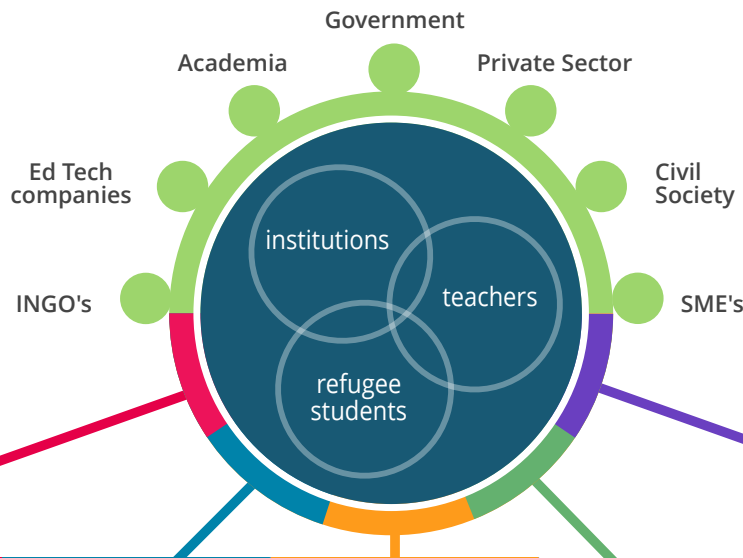 Government
Academia
Private Sector
Ed Tech
companies
Civil
Society
institutions
teachers
INGO's
SME's
refugee
students